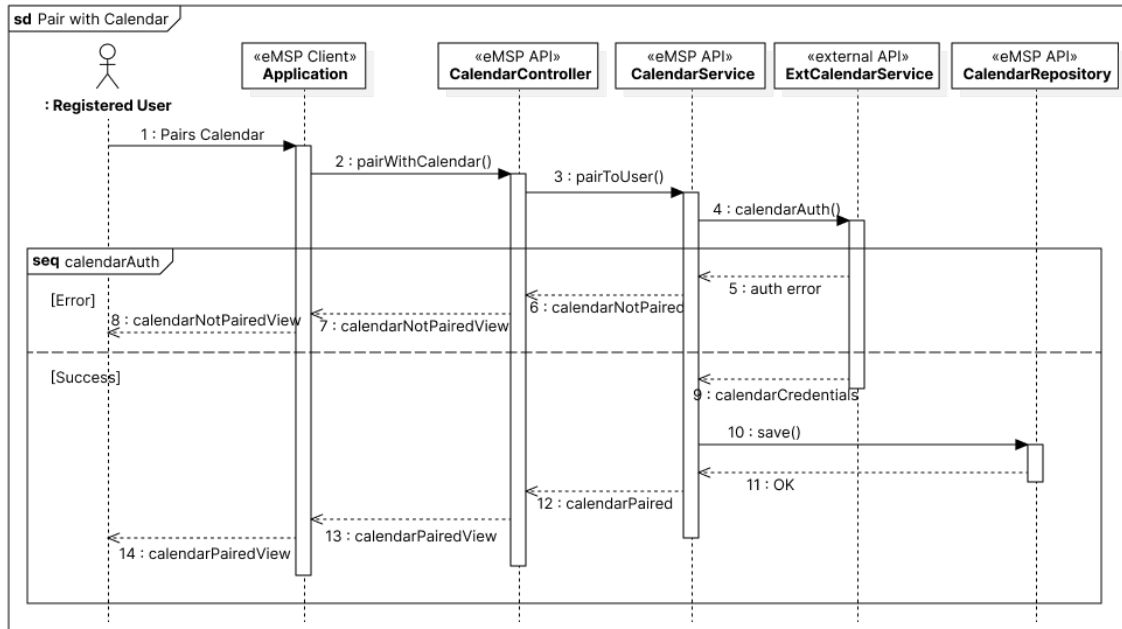 sd Pair with Calendar
«eMSP Client»
Application
«eMSP API»
CalendarController
«eMSP API»
CalendarService
«external API»
ExtCalendarService
«eMSP API»
CalendarRepository
: Registered User
1 : Pairs Calendar
2 : pairWithCalendar()
3 : pairToUser()
4 : calendarAuth()
seq calendarAuth
[Error]
5 : auth error
6 : calendarNotPaired
7 : calendarNotPairedView
8 : calendarNotPairedView
[Success]
9 : calendarCredentials
10 : save()
11 : OK
12 : calendarPaired
13 : calendarPairedView
14 : calendarPairedView